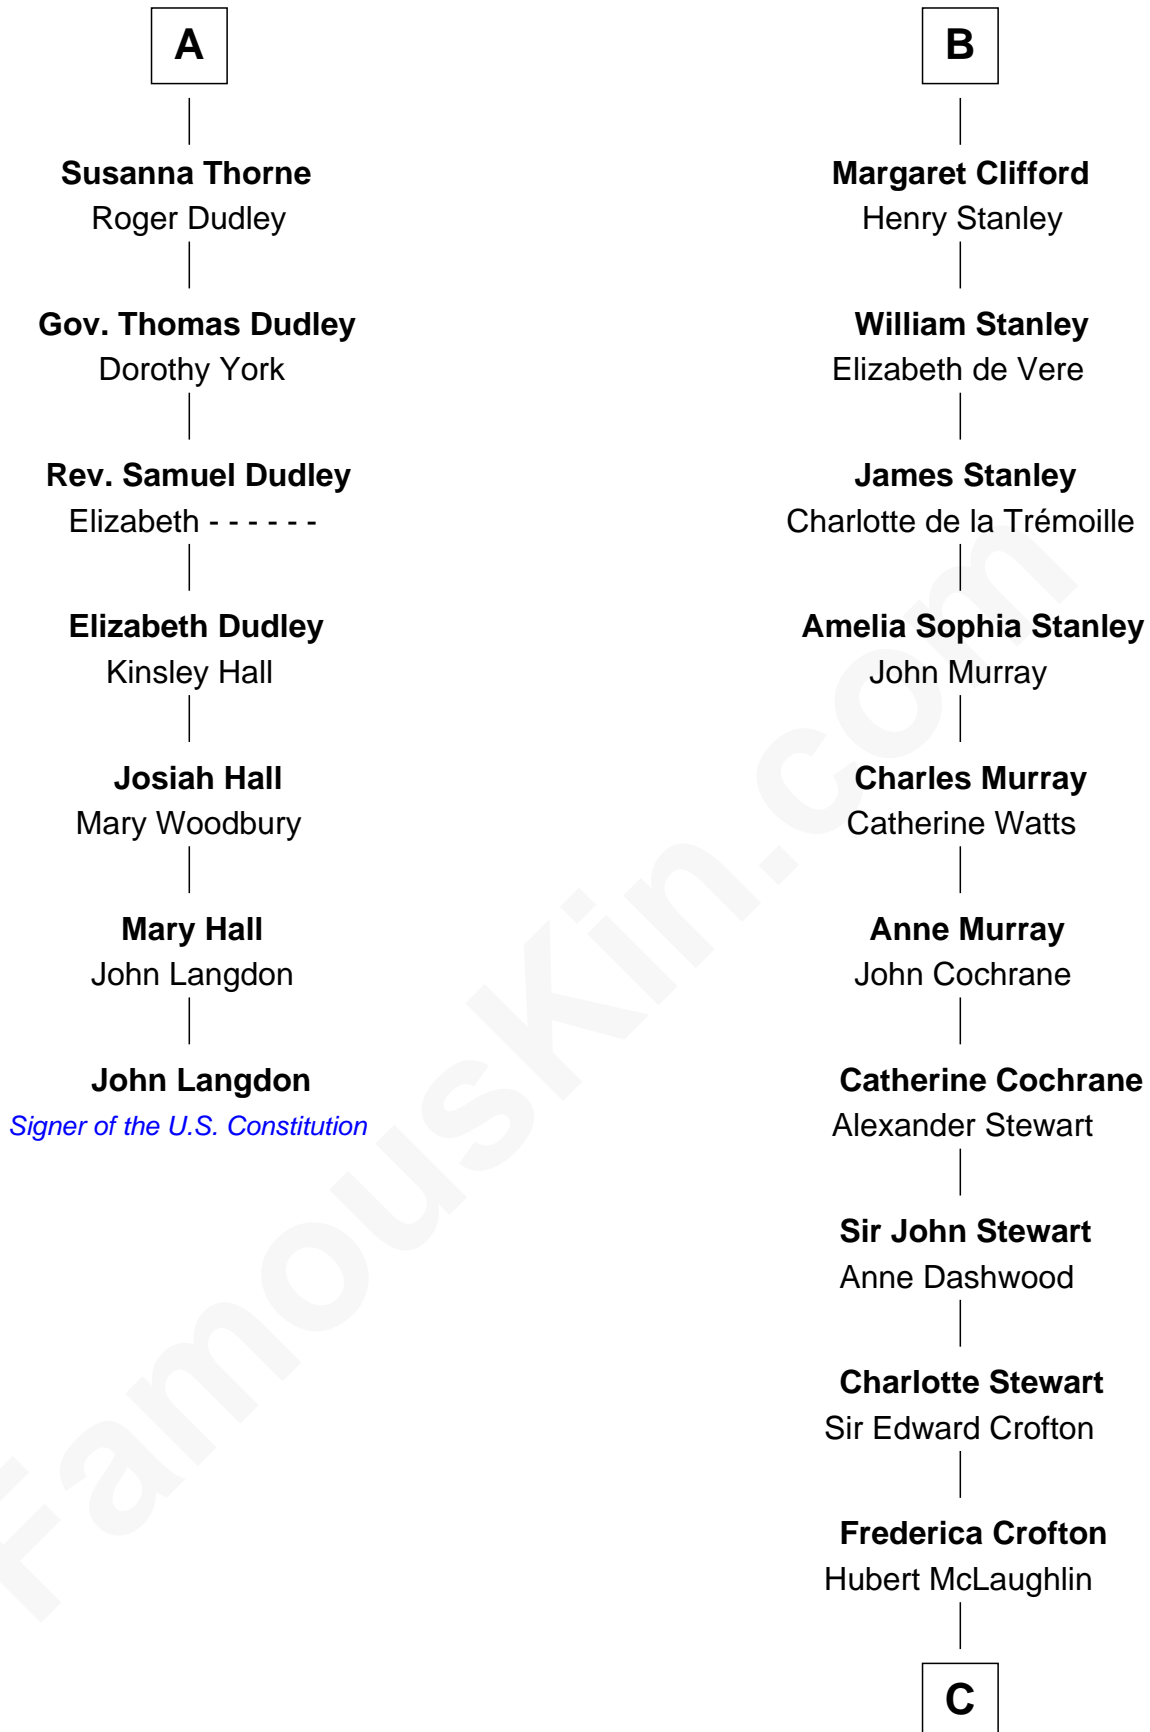 A
Susanna Thorne
Roger Dudley
Gov. Thomas Dudley
Dorothy York
Rev. Samuel Dudley
Elizabeth - - - - - -
Elizabeth Dudley
Kinsley Hall
Josiah Hall
Mary Woodbury
Mary Hall
John Langdon
John Langdon
Signer of the U.S. Constitution
B
Margaret Clifford
Henry Stanley
William Stanley
Elizabeth de Vere
James Stanley
Charlotte de la Trémoille
Amelia Sophia Stanley
John Murray
Charles Murray
Catherine Watts
Anne Murray
John Cochrane
Catherine Cochrane
Alexander Stewart
Sir John Stewart
Anne Dashwood
Charlotte Stewart
Sir Edward Crofton
Frederica Crofton
Hubert McLaughlin
C
FamousKin.com